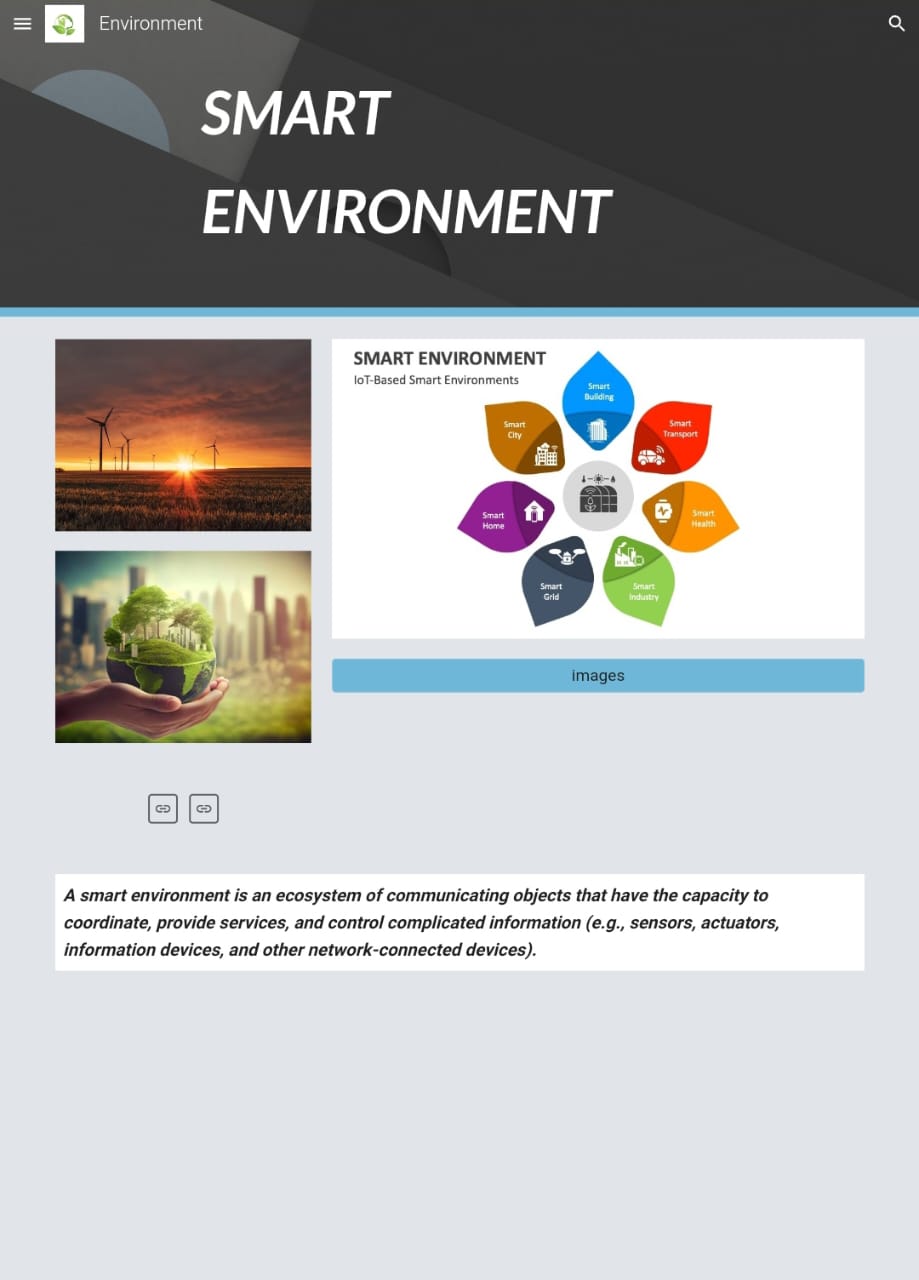 Environment
SMART
ENVIRONMENT
SMART ENVIRONMENT
IoT-Based Smart Environments
Smart
Building
Smart
City
Smart
Transport
Smart
Home
Smart
Health
Smart
Grid
Smart
Industry
images
A smart environment is an ecosystem of communicating objects that have the capacity to
coordinate, provide services, and control complicated information (e.g., sensors, actuators,
information devices, and other network-connected devices).